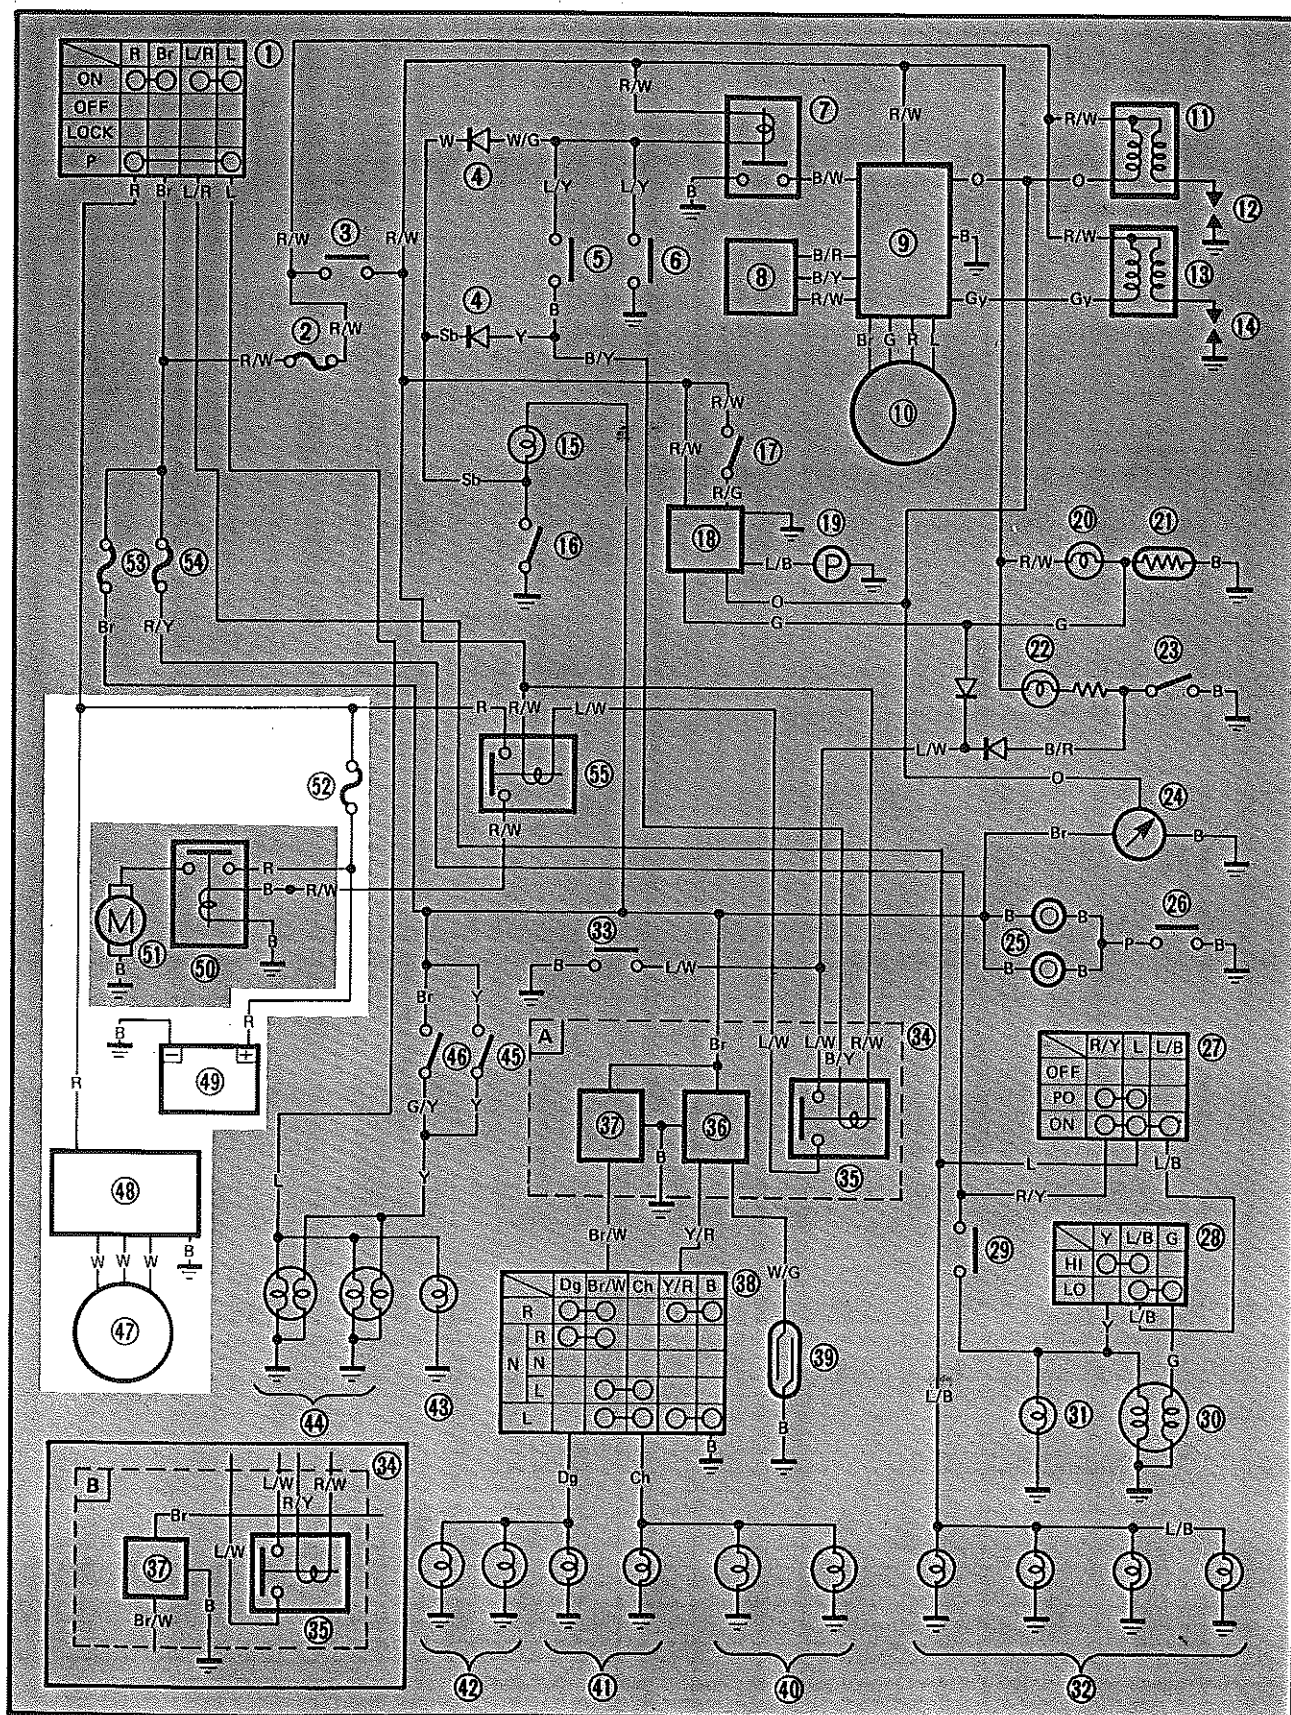 R Br L/R L ①
ON
OFF
LOCK
P
R Br L/R L
R/W ③ R/W
② R/W
R/W
R/W ⑦ R/W
W W/G
④
L/Y L/Y
B B/W
⑤ ⑥
④
Sb Y B
B/Y
R/W ⑪
O O
⑫
⑨ B
R/W
⑬
⑧ B/R
B/Y
R/W
Gy Gy
⑭
Br G R L
⑩
⑮
Sb
⑯
R/W
R/W ⑰
R/G
⑱ ⑲
L/B P
O
G G
⑳ ㉑
R/W B
㉒ ㉓
B
L/W B/R
O
㉔
Br B
㊼
53 54
Br R/Y
R R/W L/W
55
R/W
52
R
B R/W
M
51 50
B B
B R
- +
49
R
48
W W W B
47
B B
㉕ ㉖
B B P B
㉝
B L/W
Br Y
46 45
G/Y Y
Y
L
A ㉞
Br L/W L/W B/Y R/W
㊲ ㊱
B
㉟
Br/W Y/R
W/G
R/Y L L/B ㉗
OFF
PO
ON
L L/B
R/Y
㉙
Y L/B G ㉘
HI
LO
Y L/B
G
L/B
㉛ ㉚
Dg Br/W Ch Y/R B ㊳
R
R
N N
L
L
㊴
B
B
Dg Ch
44 43
B ㉞
L/W R/W
R/Y
Br
㊲ L/W
B
Br/W ㉟
L/B
42 41 40 ㉜